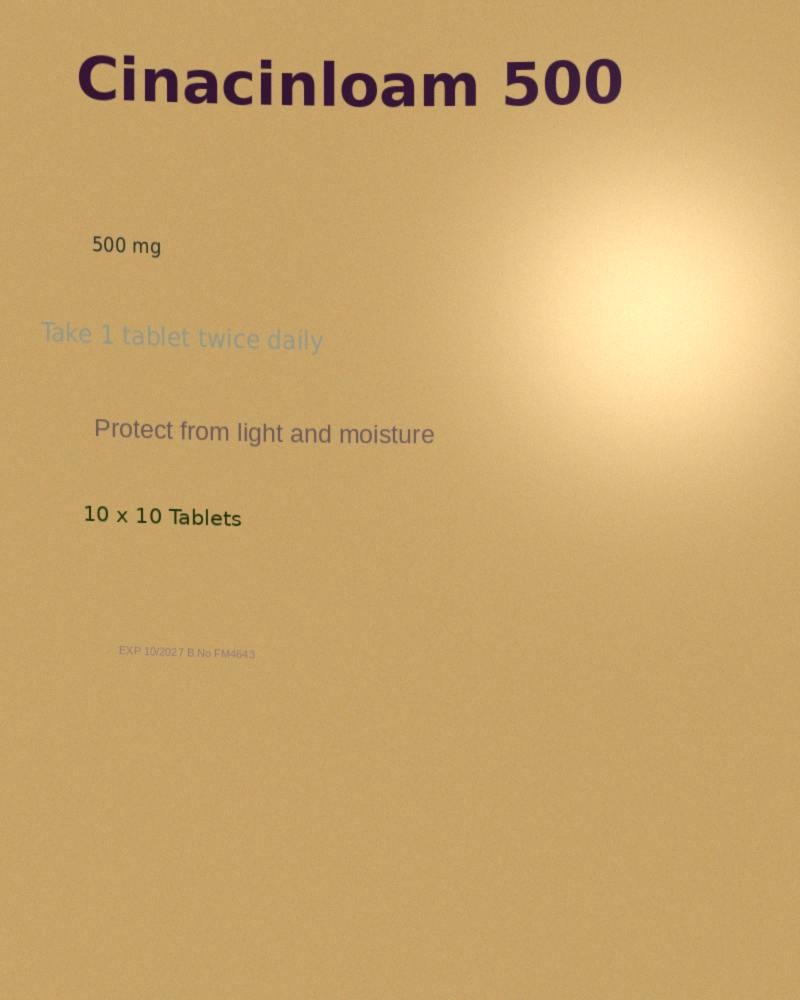 Cinacinloam 500
500 mg
Take 1 tablet twice daily
Protect from light and moisture
10 x 10 Tablets
EXP 10/2027 B.No FM4643